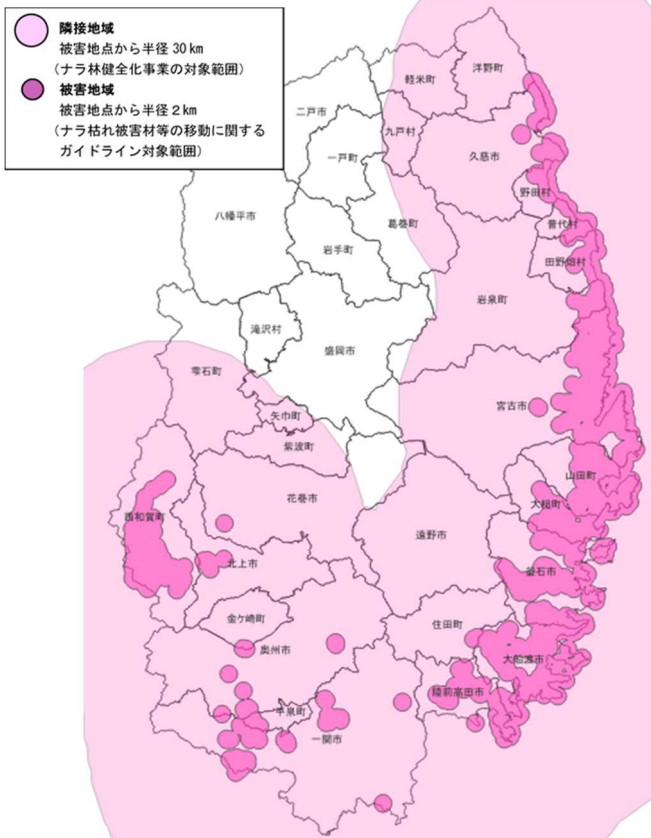 隣接地域
被害地点から半径 30 km
(ナラ林健全化事業の対象範囲)
被害地域
被害地点から半径 2 km
(ナラ枯れ被害材等の移動に関する
ガイドライン対象範囲)
洋野町
軽米町
二戸市
九戸村
一戸町
久慈市
野田村
八幡平市
葛巻町
普代村
岩手町
田野畑村
岩泉町
滝沢村
盛岡市
雫石町
宮古市
矢巾町
紫波町
山田町
花巻市
大槌町
西和賀町
遠野市
北上市
釜石市
金ケ崎町
住田町
奥州市
大船渡市
陸前高田市
平泉町
一関市